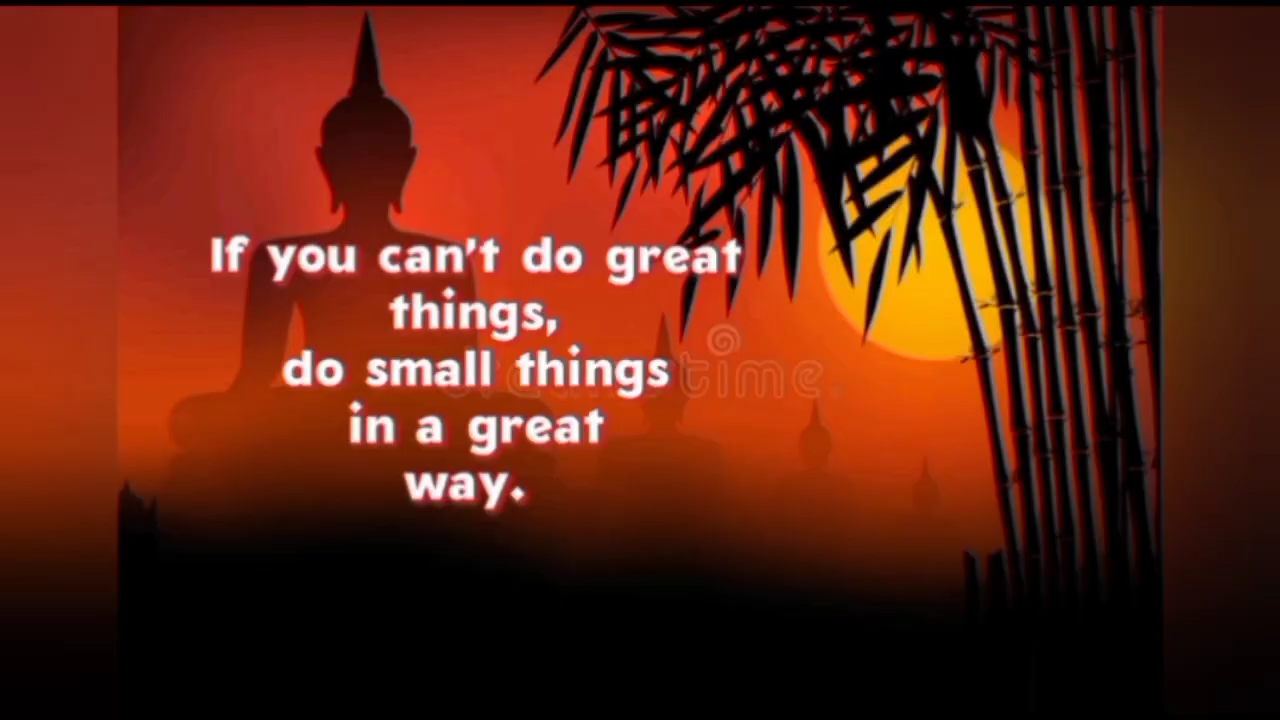 If you can't do great
things,
do small things
in a great
way.